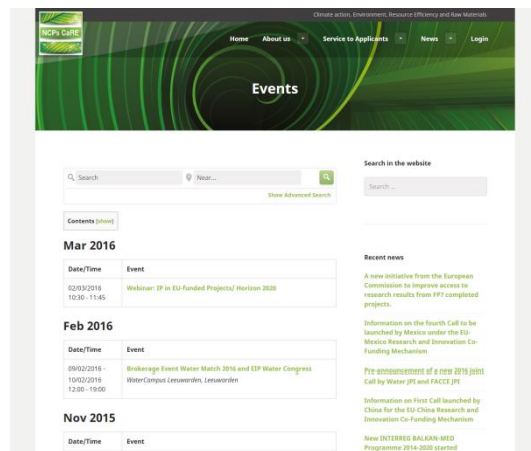 Climate action, Environment, Resource Efficiency and Raw Materials
NCPs CaRE
Home About us Service to Applicants News Login
Events
Search Near...
Show Advanced Search
Contents [show]
Mar 2016
Date/Time Event
02/03/2016
10:30 - 11:45
Webinar: IP in EU-funded Projects/ Horizon 2020
Feb 2016
Date/Time Event
09/02/2016 -
10/02/2016
12:00 - 19:00
Brokerage Event Water Match 2016 and EIP Water Congress
WaterCampus Leeuwarden, Leeuwarden
Nov 2015
Date/Time Event
Search in the website
Search ...
Recent news
A new initiative from the European
Commission to improve access to
research results from FP7 completed
projects.
Information on the fourth Call to be
launched by Mexico under the EU-
Mexico Research and Innovation Co-
Funding Mechanism
Pre-announcement of a new 2016 joint
Call by Water JPI and FACCE JPI
Information on First Call launched by
China for the EU-China Research and
Innovation Co-Funding Mechanism
New INTERREG BALKAN-MED
Programme 2014-2020 started